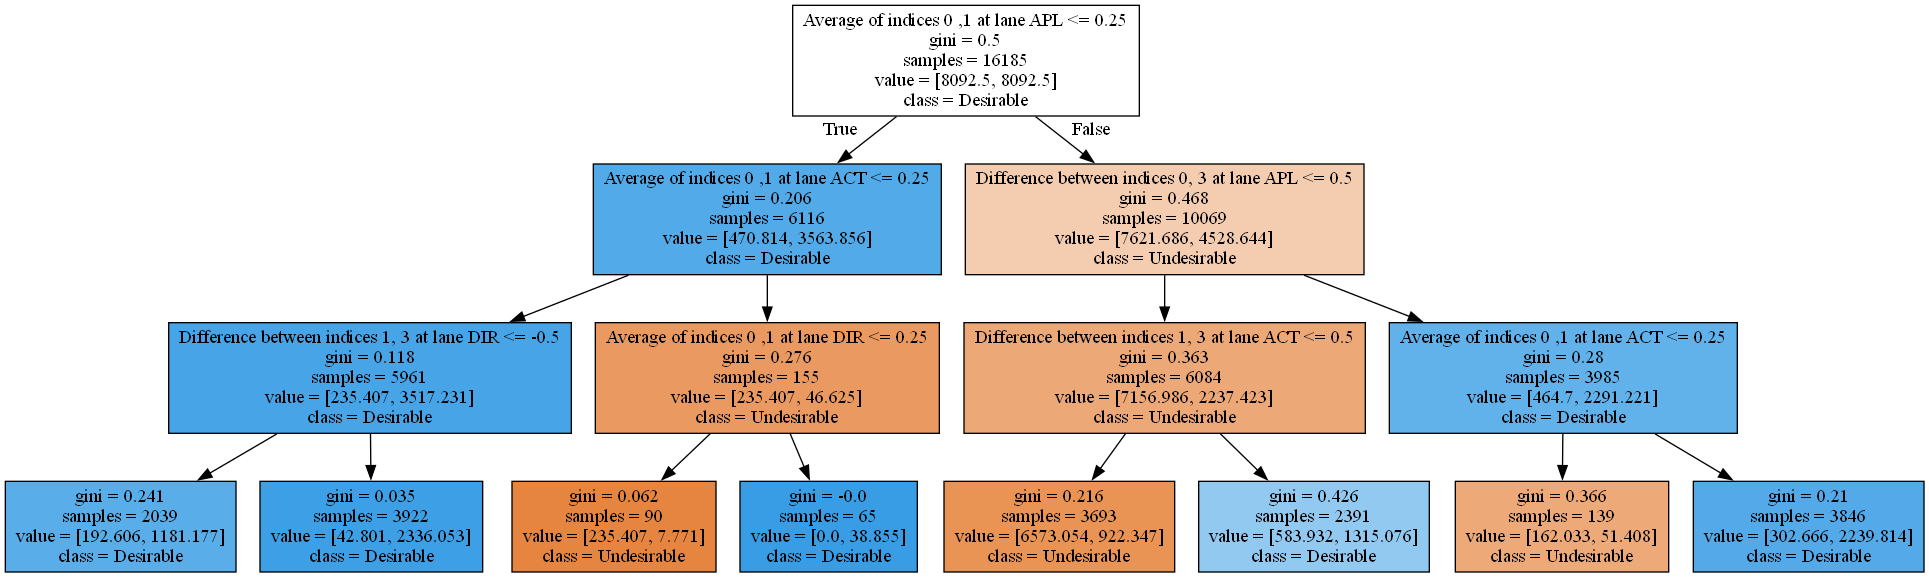 Average of indices 0 ,1 at lane APL <= 0.25
gini = 0.5
samples = 16185
value = [8092.5, 8092.5]
class = Desirable
True
False
Average of indices 0 ,1 at lane ACT <= 0.25
gini = 0.206
samples = 6116
value = [470.814, 3563.856]
class = Desirable
Difference between indices 0, 3 at lane APL <= 0.5
gini = 0.468
samples = 10069
value = [7621.686, 4528.644]
class = Undesirable
Difference between indices 1, 3 at lane DIR <= -0.5
gini = 0.118
samples = 5961
value = [235.407, 3517.231]
class = Desirable
Average of indices 0 ,1 at lane DIR <= 0.25
gini = 0.276
samples = 155
value = [235.407, 46.625]
class = Undesirable
Difference between indices 1, 3 at lane ACT <= 0.5
gini = 0.363
samples = 6084
value = [7156.986, 2237.423]
class = Undesirable
Average of indices 0 ,1 at lane ACT <= 0.25
gini = 0.28
samples = 3985
value = [464.7, 2291.221]
class = Desirable
gini = 0.241
samples = 2039
value = [192.606, 1181.177]
class = Desirable
gini = 0.035
samples = 3922
value = [42.801, 2336.053]
class = Desirable
gini = 0.062
samples = 90
value = [235.407, 7.771]
class = Undesirable
gini = -0.0
samples = 65
value = [0.0, 38.855]
class = Desirable
gini = 0.216
samples = 3693
value = [6573.054, 922.347]
class = Undesirable
gini = 0.426
samples = 2391
value = [583.932, 1315.076]
class = Desirable
gini = 0.366
samples = 139
value = [162.033, 51.408]
class = Undesirable
gini = 0.21
samples = 3846
value = [302.666, 2239.814]
class = Desirable